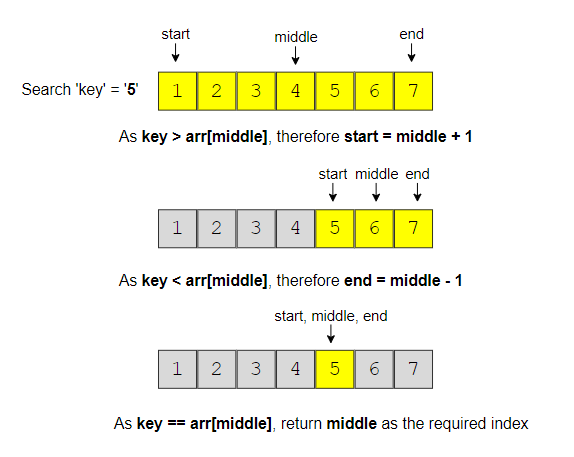 start middle end
Search 'key' = '5' 1 2 3 4 5 6 7
As key > arr[middle], therefore start = middle + 1
start middle end
1 2 3 4 5 6 7
As key < arr[middle], therefore end = middle - 1
start, middle, end
1 2 3 4 5 6 7
As key == arr[middle], return middle as the required index